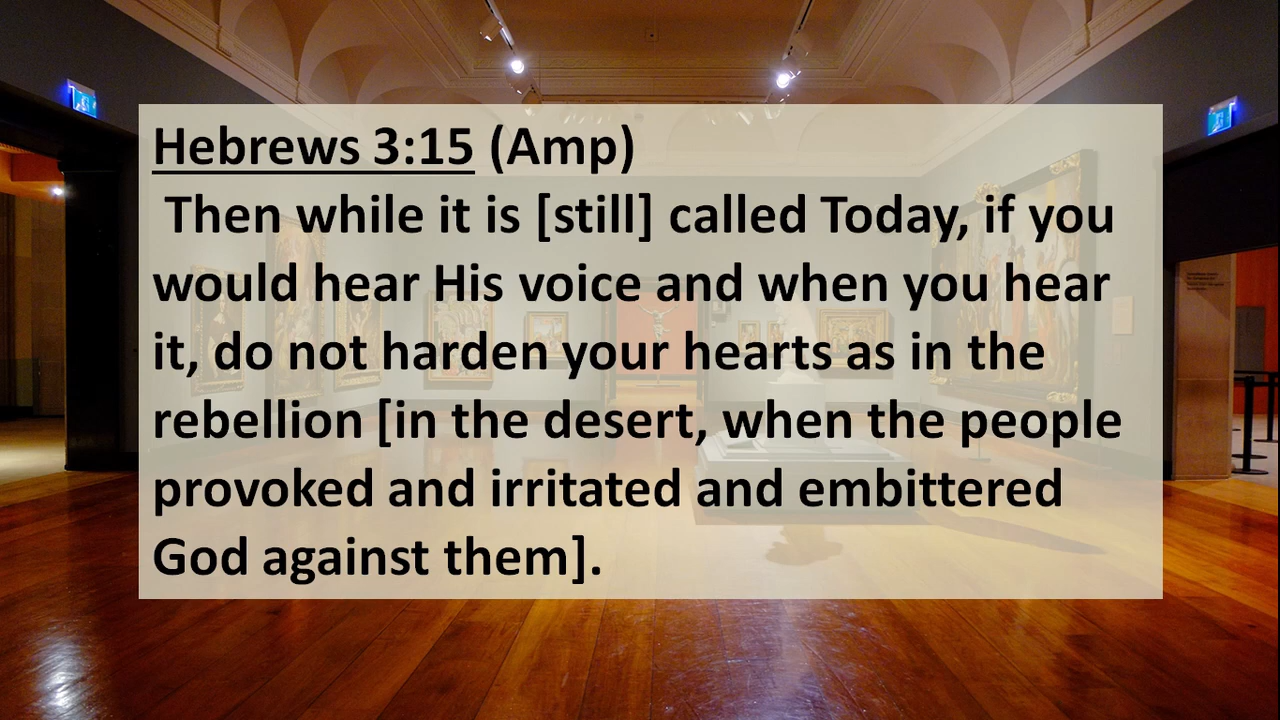 Hebrews 3:15 (Amp)
Then while it is [still] called Today, if you
would hear His voice and when you hear
it, do not harden your hearts as in the
rebellion [in the desert, when the people
provoked and irritated and embittered
God against them].